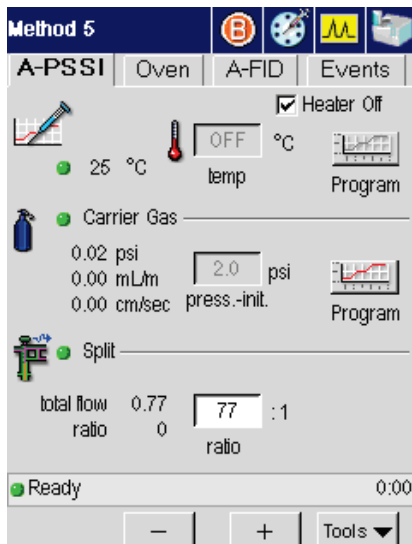 Method 5 B
A-PSSI Oven A-FID Events
Heater Off
OFF °C
25 °C
temp
Program
Carrier Gas
0.02 psi
0.00 mL/m 2.0 psi
0.00 cm/sec press.-init.
Program
Split
total flow 0.77 77 :1
ratio 0
ratio
Ready 0:00
− + Tools